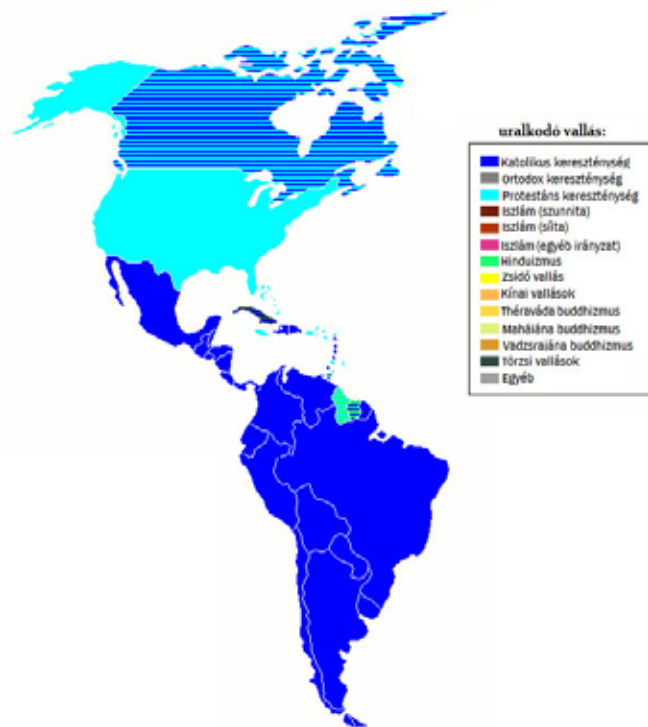 uralkodó vallás:
Katolikus kereszténység
Ortodox kereszténység
Protestáns kereszténység
Iszlám (szunnita)
Iszlám (síita)
Iszlám (egyéb irányzat)
Hinduizmus
Zsidó vallás
Kínai vallások
Théraváda buddhizmus
Mahájána buddhizmus
Vadzsrajána buddhizmus
Törzsi vallások
Egyéb